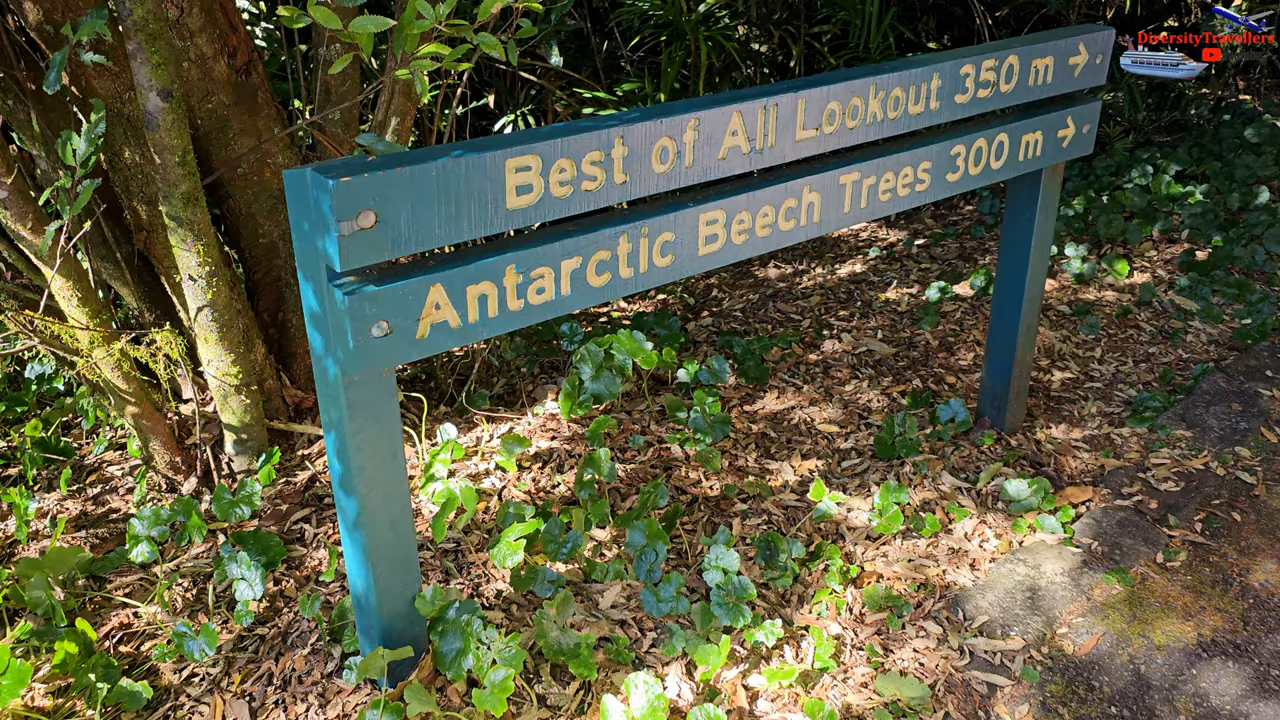 DiversityTravellers
Best of All Lookout 350 m →
Antarctic Beech Trees 300 m →